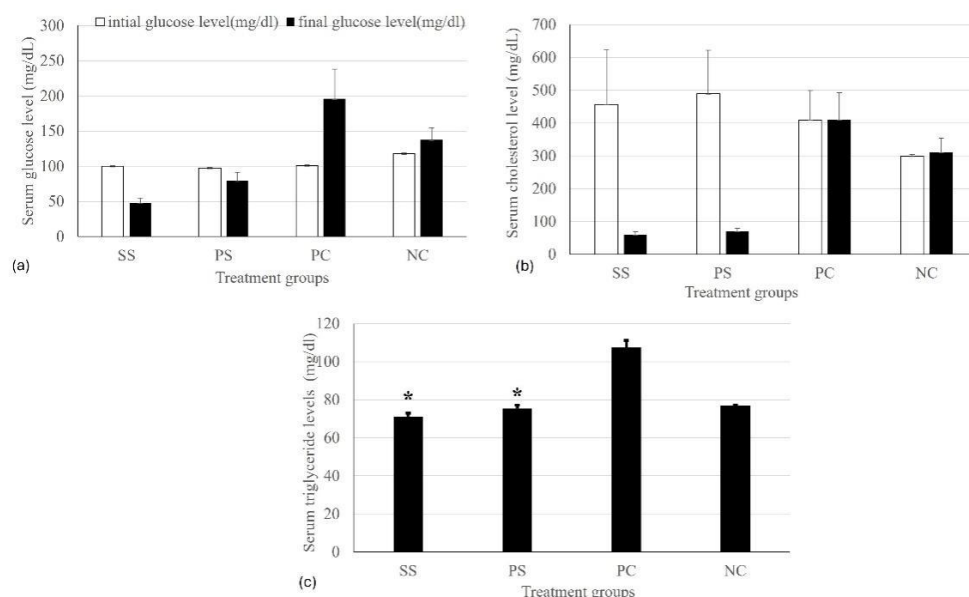 intial glucose level(mg/dl) final glucose level(mg/dl)
Serum glucose level (mg/dL)
300
250
200
150
100
50
0
SS PS PC NC
Treatment groups
(a)
Serum cholesterol level (mg/dL)
700
600
500
400
300
200
100
0
SS PS PC NC
Treatment groups
(b)
Serum triglyceride levels (mg/dl)
120
100
80
60
40
20
0
* *
SS PS PC NC
Treatment groups
(c)